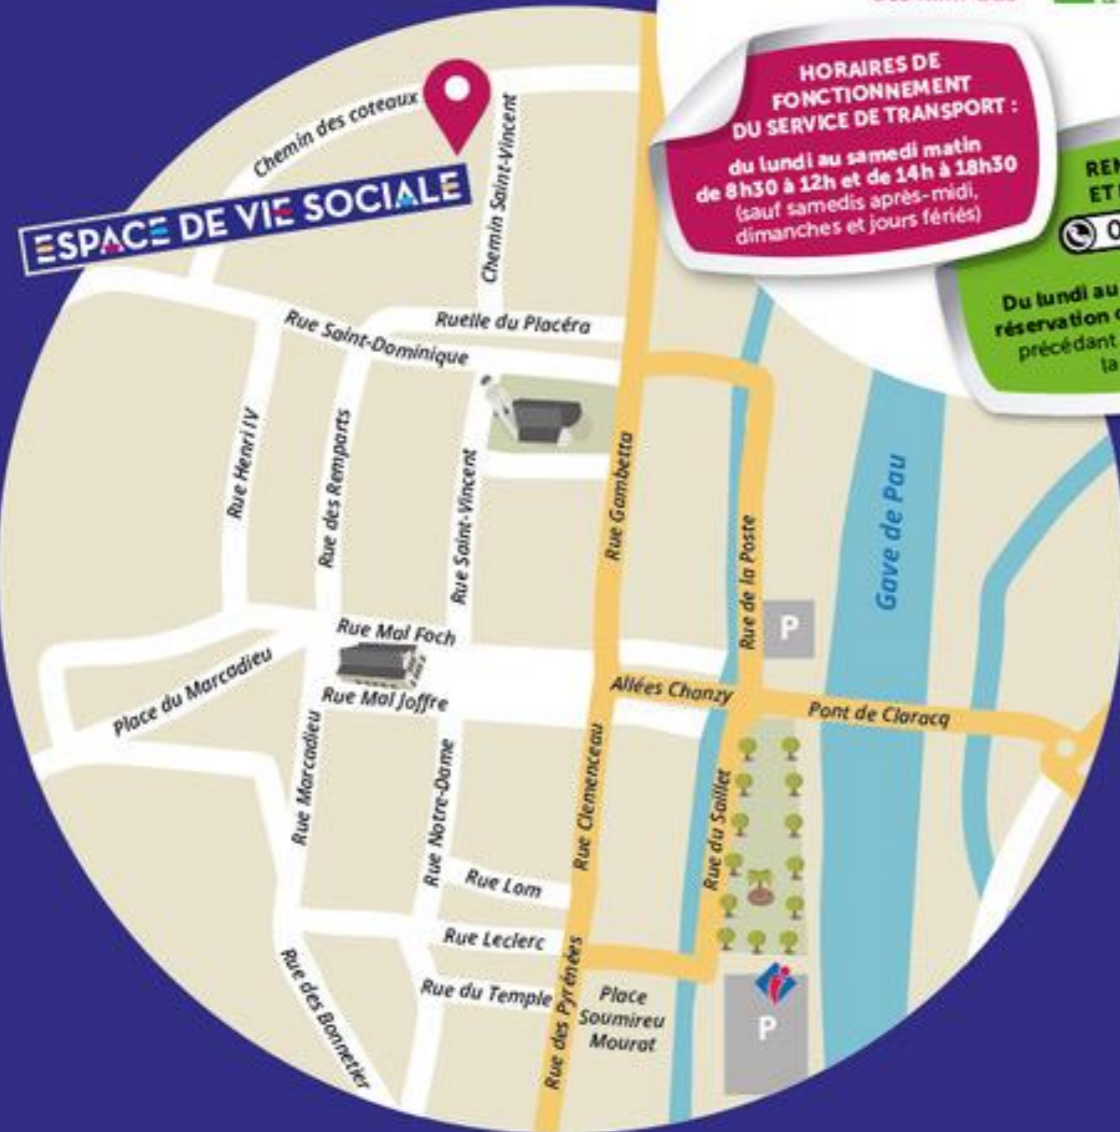 HORAIRES DE
FONCTIONNEMENT
DU SERVICE DE TRANSPORT :
du lundi au samedi matin
de 8h30 à 12h et de 14h à 18h30
(sauf samedis après-midi,
dimanches et jours fériés)
ET
0
Du lundi au
réservation
précédant
la
Chemin des coteaux
Chemin Saint-Vincent
ESPACE DE VIE SOCIALE
Rue Saint-Dominique
Ruelle du Placéra
Rue Henri IV
Rue des Remparts
Rue Saint-Vincent
Rue Gambetta
Rue de la Poste
Gave de Pau
P
Rue Mal Foch
Place du Marcadieu
Rue Mal Joffre
Allées Chanzy
Pont de Claracq
Rue Marcadieu
Rue Notre-Dame
Rue Clemenceau
Rue du Saillet
Rue Lom
Rue Leclerc
Rue du Temple
Rue des Bonnetier
Rue des Pyrénées
Place
Soumireu
Mourat
P